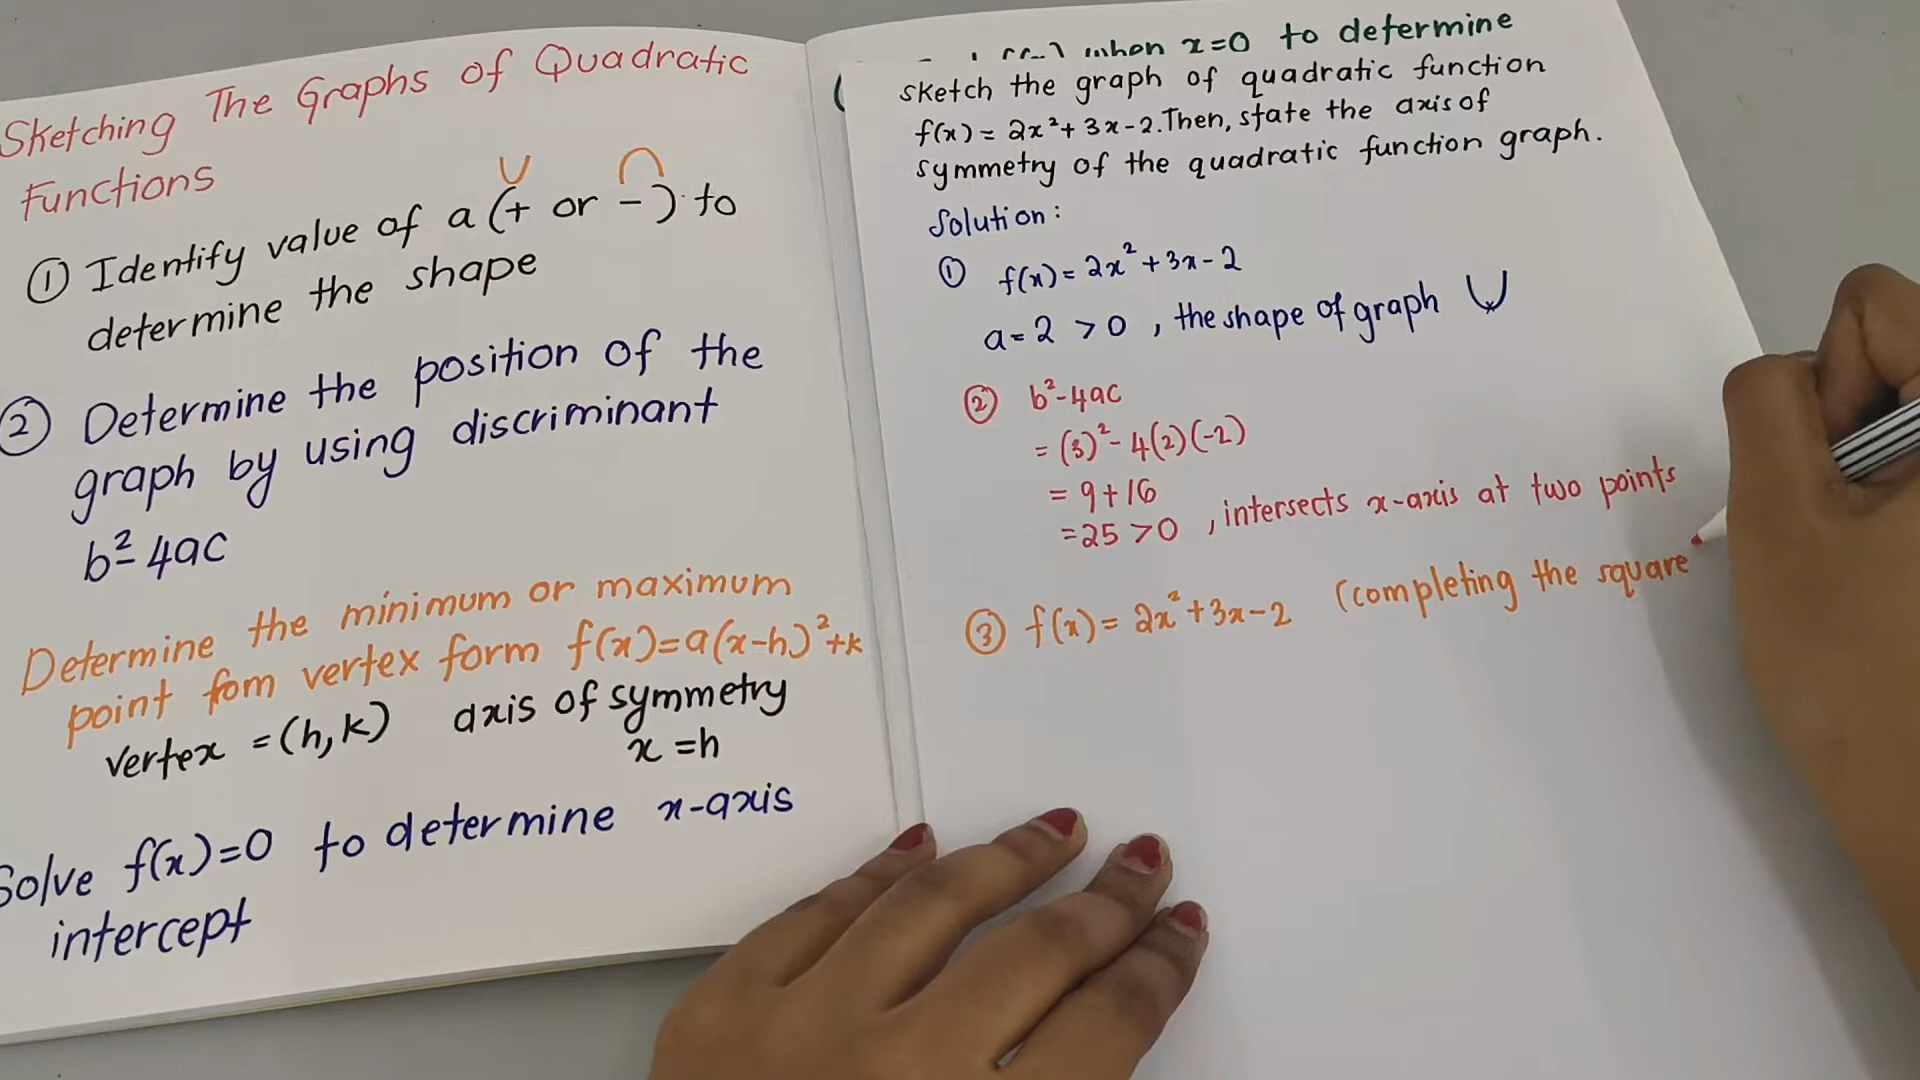 Sketching The Graphs of Quadratic
Functions
① Identify value of a (+ or -) to
determine the shape
② Determine the position of the
graph by using discriminant
b²-4ac
Determine the minimum or maximum
point fom vertex form f(x)=a(x-h)²+k
vertex =(h,k) axis of symmetry
x =h
Solve f(x)=0 to determine x-axis
intercept
when x=0 to determine
sketch the graph of quadratic function
f(x) = 2x²+3x-2. Then, state the axis of
symmetry of the quadratic function graph.
Solution:
① f(x)= 2x²+3x-2
a=2 >0 , the shape of graph
② b²-4ac
= (3)²-4(2)(-2)
= 9+16
=25 >0 , intersects x-axis at two points
③ f(x)= 2x²+3x-2 (completing the square